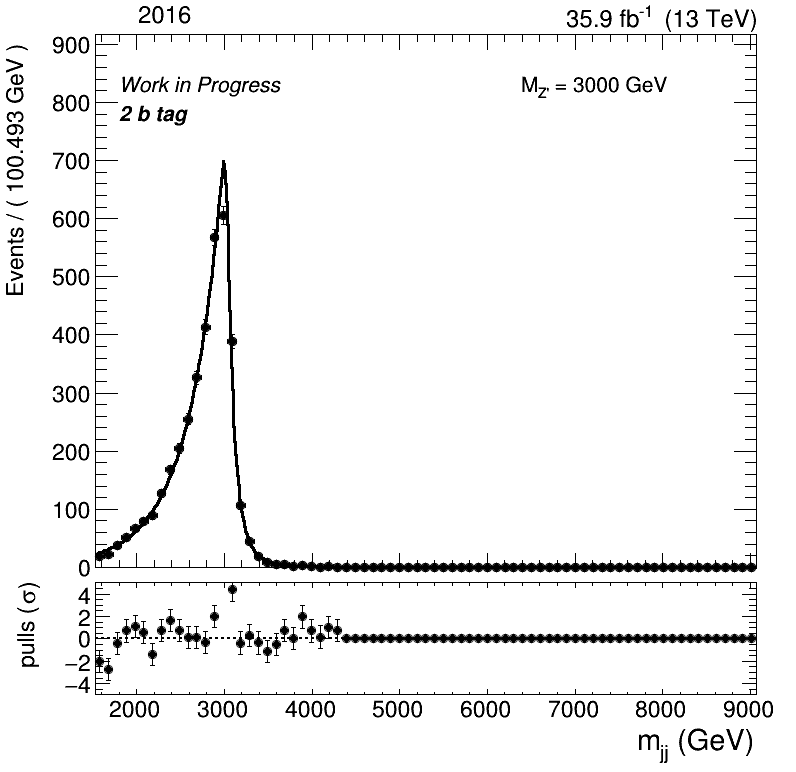 2016 35.9 fb⁻¹ (13 TeV)
Events / ( 100.493 GeV )
900
800
700
600
500
400
300
200
100
0
Work in Progress
2 b tag
M_Z' = 3000 GeV
pulls (σ)
4
2
0
−2
−4
2000 3000 4000 5000 6000 7000 8000 9000
m_jj (GeV)